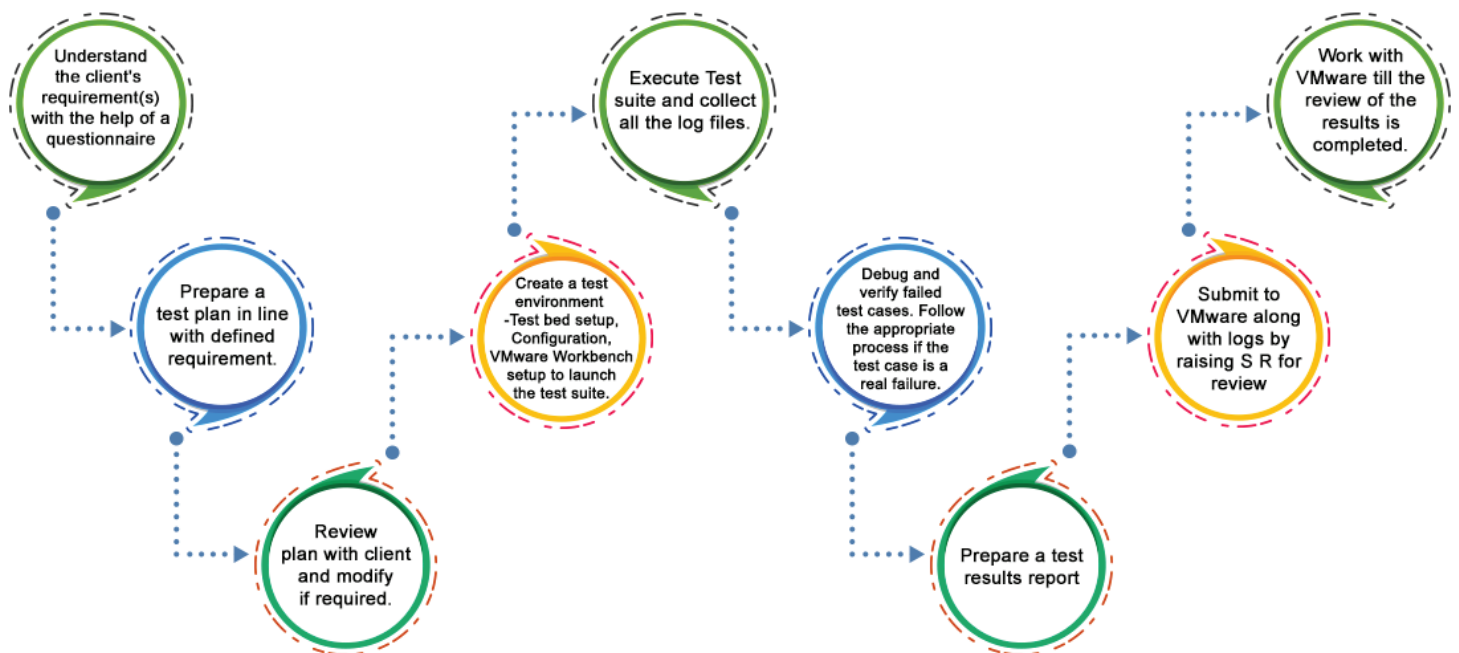 Understand
the client's
requirement(s)
with the help of a
questionnaire
Prepare a
test plan in line
with defined
requirement.
Review
plan with client
and modify
if required.
Create a test
environment
-Test bed setup,
Configuration,
VMware Workbench
setup to launch
the test suite.
Execute Test
suite and collect
all the log files.
Debug and
verify failed
test cases. Follow
the appropriate
process if the
test case is a
real failure.
Prepare a test
results report
Submit to
VMware along
with logs by
raising S R for
review
Work with
VMware till the
review of the
results is
completed.